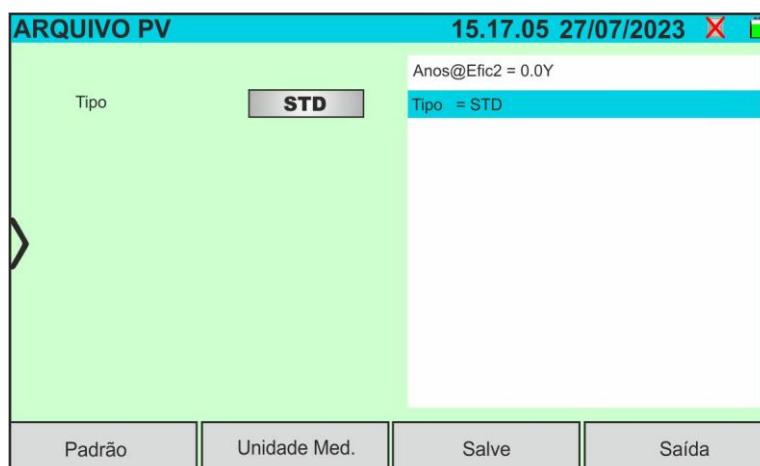 ARQUIVO PV 15.17.05 27/07/2023
Anos@Efic2 = 0.0Y
Tipo STD
Tipo = STD
Padrão Unidade Med. Salve Saída